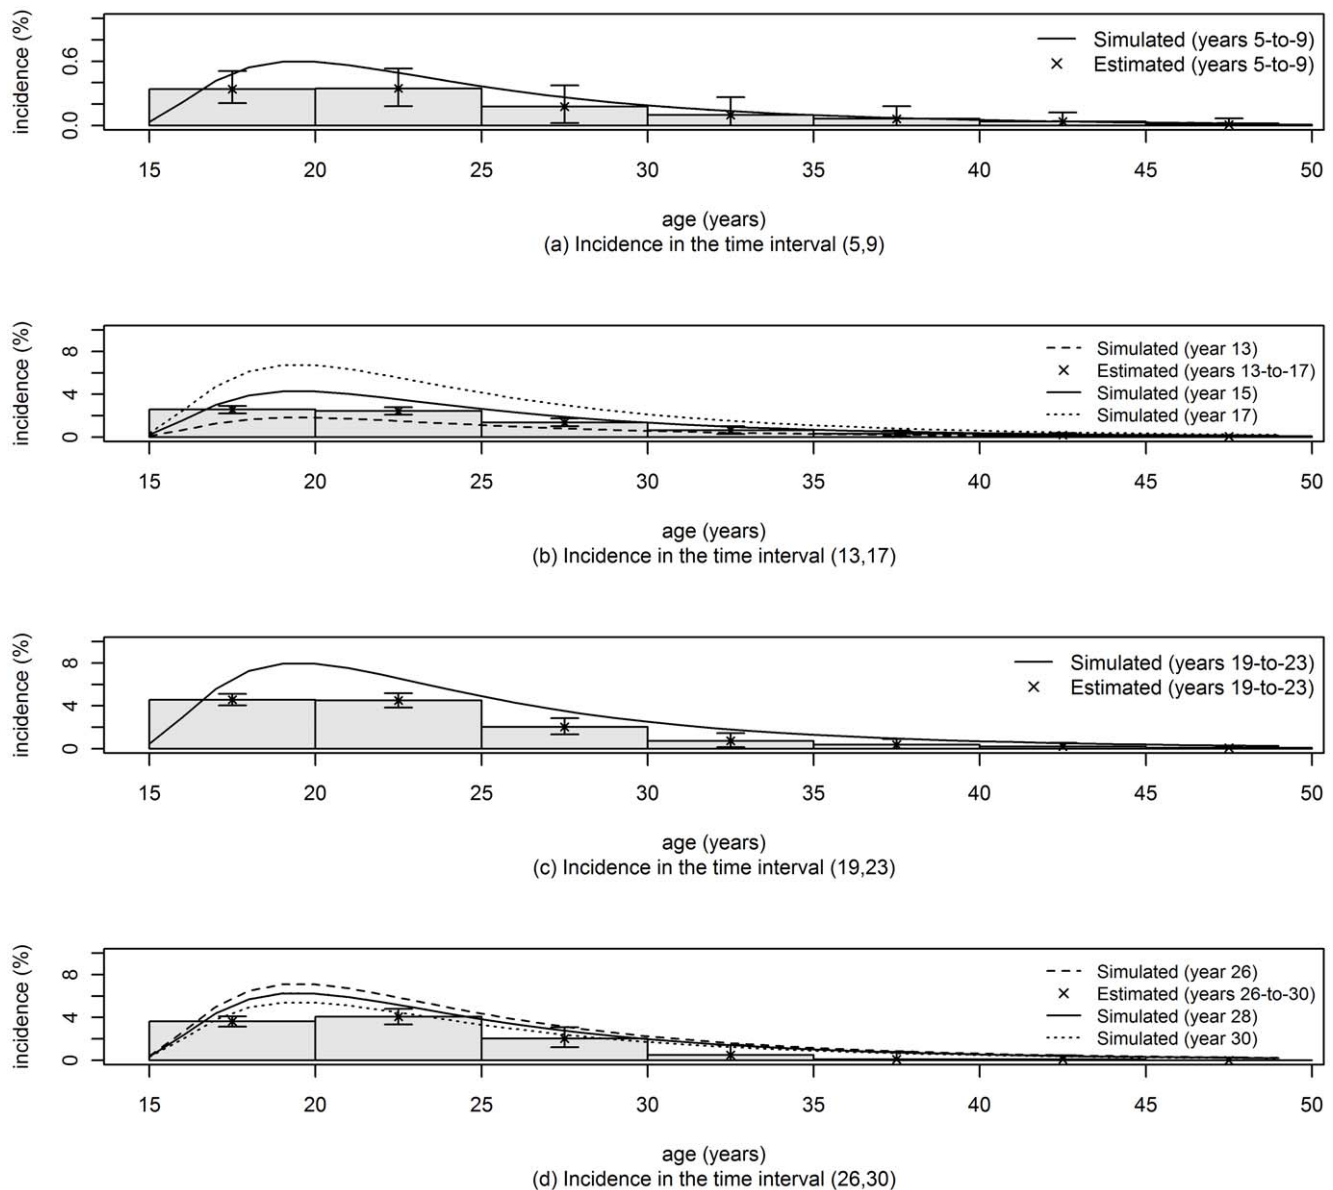 incidence (%)
0.6
0.0
Simulated (years 5-to-9)
Estimated (years 5-to-9)
15 20 25 30 35 40 45 50
age (years)
(a) Incidence in the time interval (5,9)
incidence (%)
8
4
0
Simulated (year 13)
Estimated (years 13-to-17)
Simulated (year 15)
Simulated (year 17)
15 20 25 30 35 40 45 50
age (years)
(b) Incidence in the time interval (13,17)
incidence (%)
8
4
0
Simulated (years 19-to-23)
Estimated (years 19-to-23)
15 20 25 30 35 40 45 50
age (years)
(c) Incidence in the time interval (19,23)
incidence (%)
8
4
0
Simulated (year 26)
Estimated (years 26-to-30)
Simulated (year 28)
Simulated (year 30)
15 20 25 30 35 40 45 50
age (years)
(d) Incidence in the time interval (26,30)